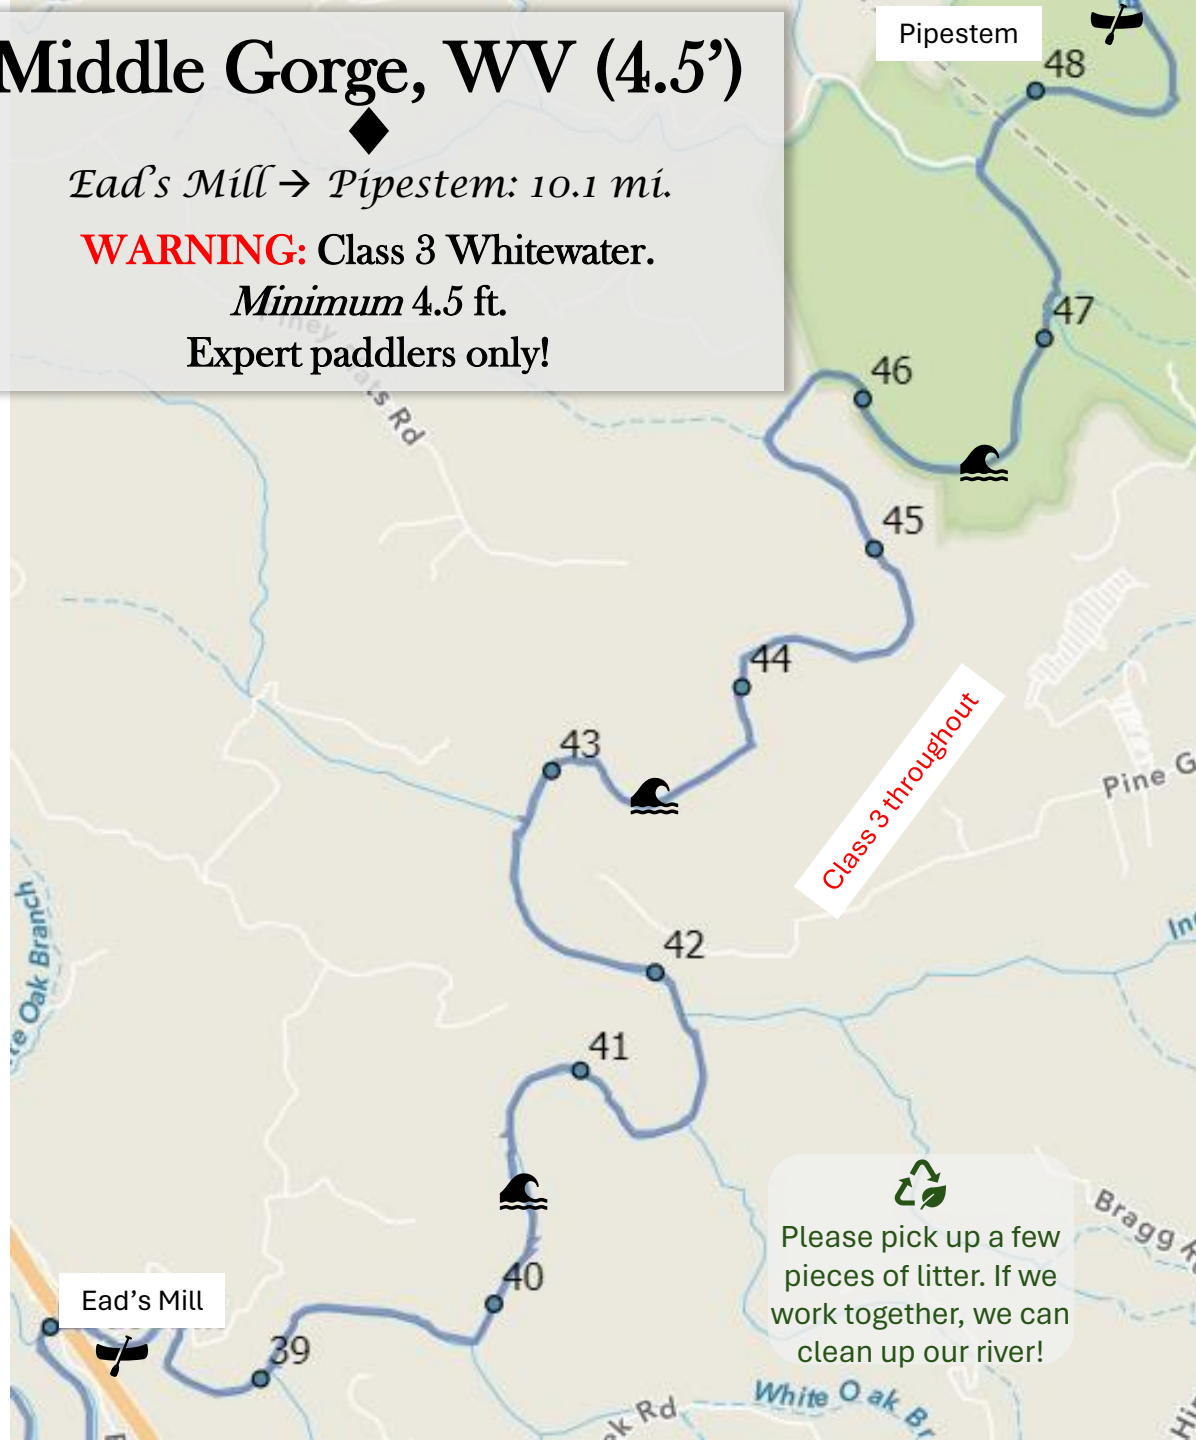 Middle Gorge, WV (4.5’)
Ead’s Mill → Pipestem: 10.1 mi.
WARNING: Class 3 Whitewater.
Minimum 4.5 ft.
Expert paddlers only!
Pipestem
48
47
46
45
44
43
42
41
40
39
Rd
Class 3 throughout
Pine G
Oak Branch
Bragg
Please pick up a few
pieces of litter. If we
work together, we can
clean up our river!
Ead’s Mill
White Oak Br
Rd